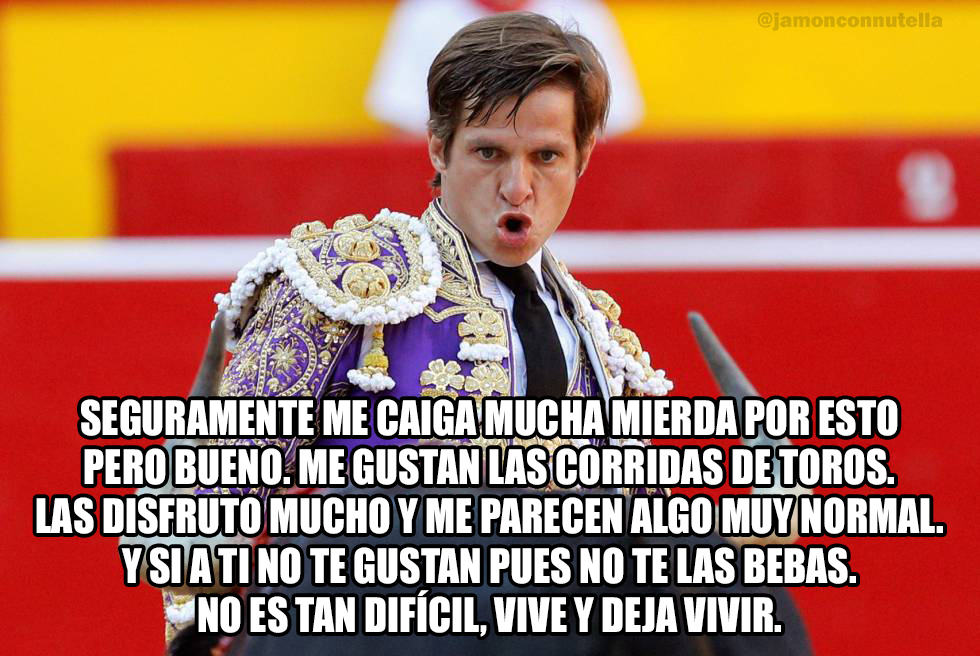 @jamonconnutella
SEGURAMENTE ME CAIGA MUCHA MIERDA POR ESTO
PERO BUENO. ME GUSTAN LAS CORRIDAS DE TOROS.
LAS DISFRUTO MUCHO Y ME PARECEN ALGO MUY NORMAL.
Y SI A TI NO TE GUSTAN PUES NO TE LAS BEBAS.
NO ES TAN DIFÍCIL, VIVE Y DEJA VIVIR.